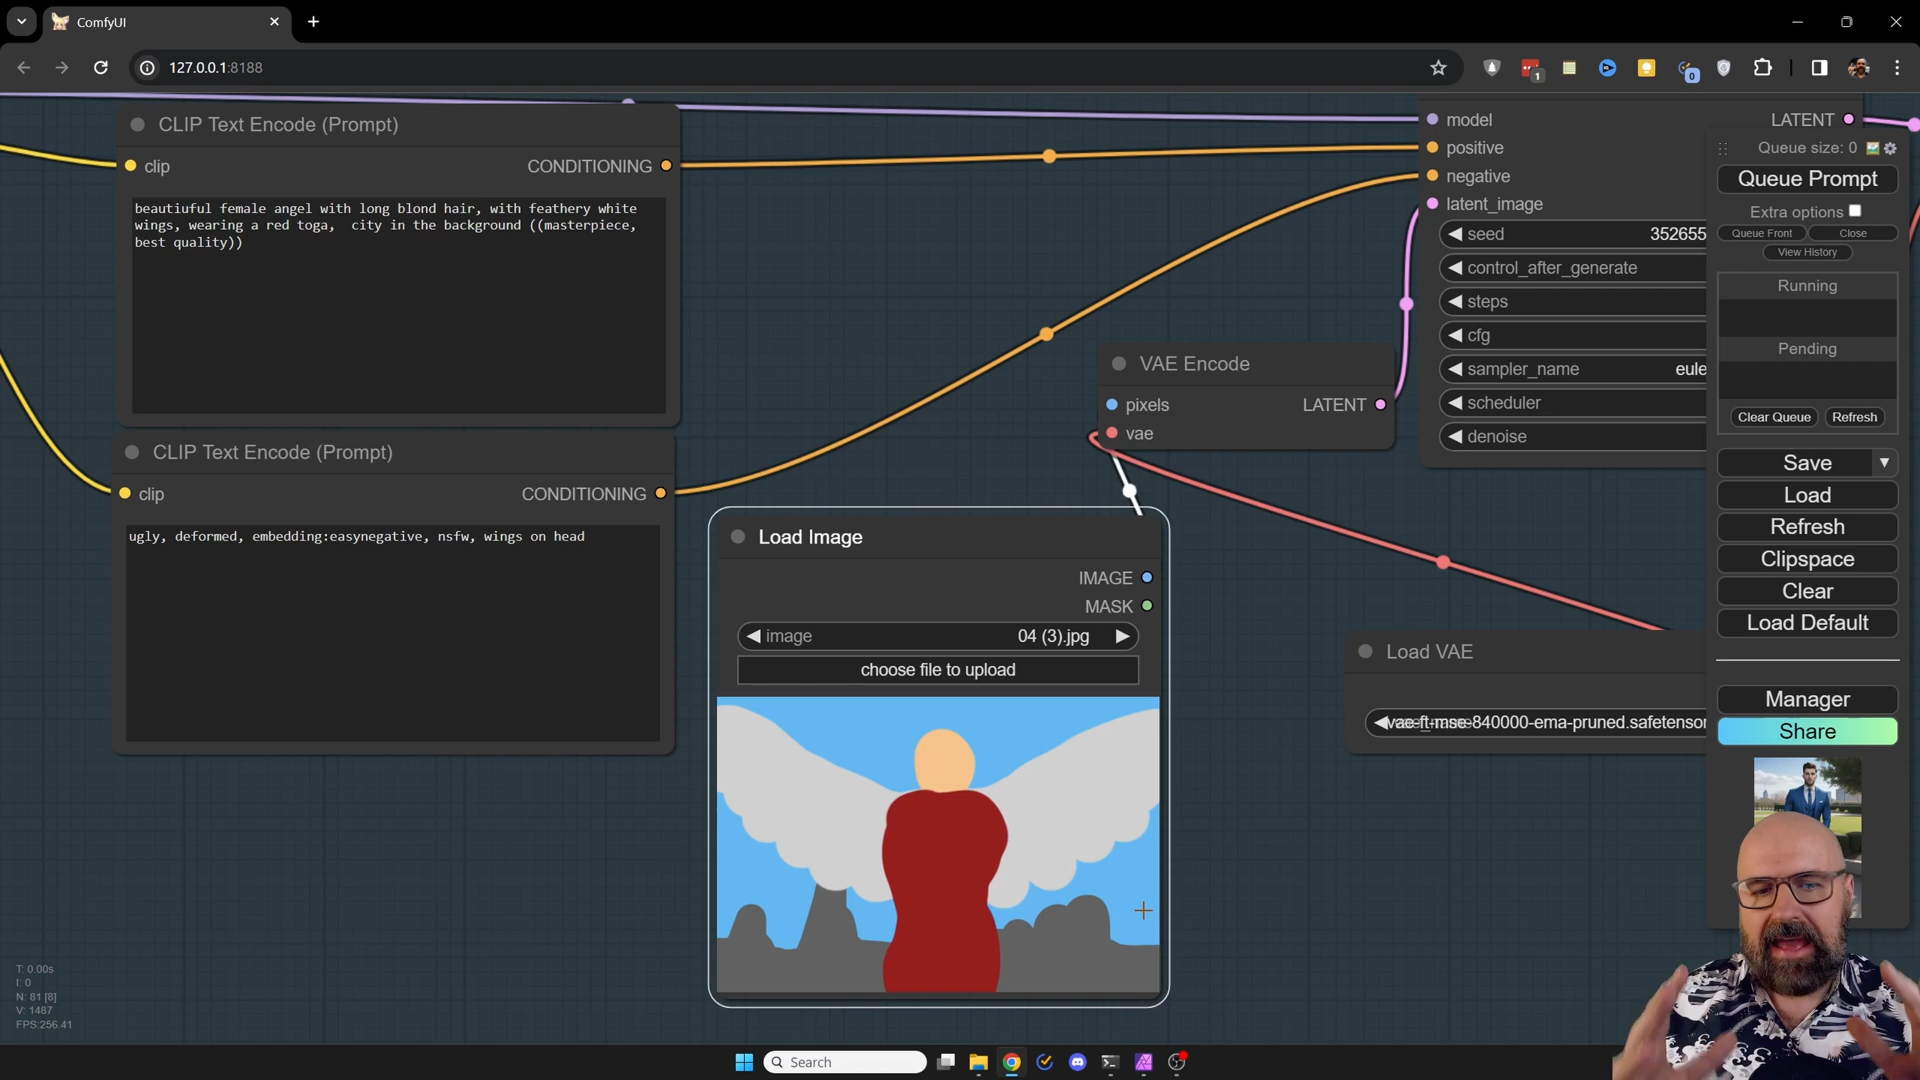 ComfyUI
127.0.0.1:8188
1
0
CLIP Text Encode (Prompt)
clip
CONDITIONING
beautiuful female angel with long blond hair, with feathery white
wings, wearing a red toga,  city in the background ((masterpiece,
best quality))
CLIP Text Encode (Prompt)
clip
CONDITIONING
ugly, deformed, embedding:easynegative, nsfw, wings on head
VAE Encode
pixels
LATENT
vae
Load Image
IMAGE
MASK
image
04 (3).jpg
choose file to upload
model
LATENT
positive
negative
latent_image
seed
352655
control_after_generate
steps
cfg
sampler_name
eule
scheduler
denoise
Load VAE
vae-ft-mse-840000-ema-pruned.safetensor
Queue size: 0
Queue Prompt
Extra options
Queue Front
Close
View History
Running
Pending
Clear Queue
Refresh
Save
Load
Refresh
Clipspace
Clear
Load Default
Manager
Share
T: 0.00s
I: 0
N: 81 [8]
V: 1487
FPS:256.41
Search